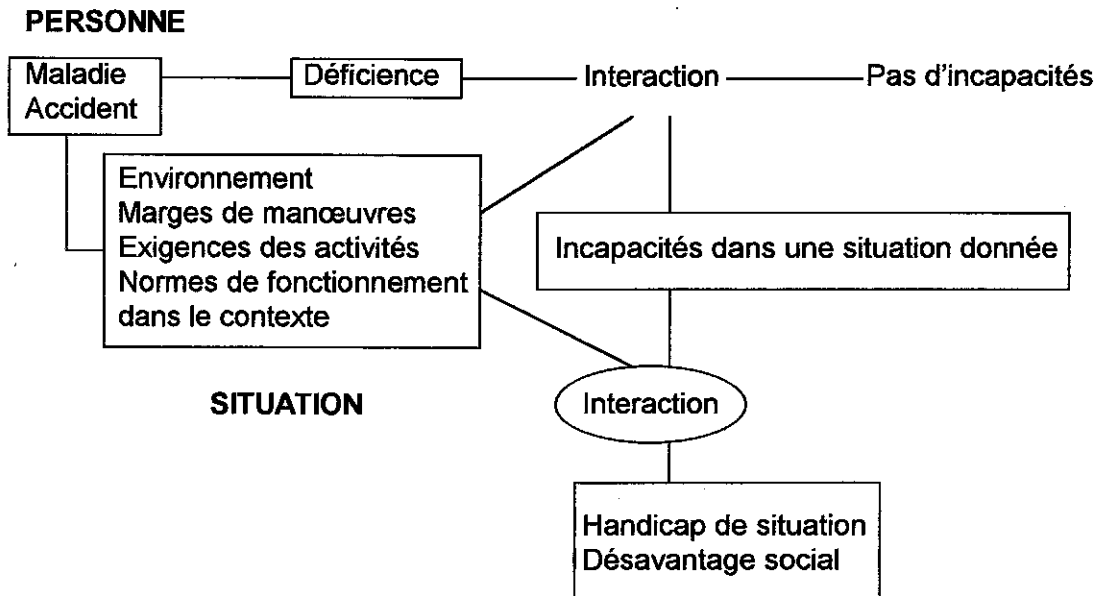 PERSONNE
Maladie
Accident
Déficience
Interaction
Pas d'incapacités
Environnement
Marges de manœuvres
Exigences des activités
Normes de fonctionnement
dans le contexte
Incapacités dans une situation donnée
SITUATION
Interaction
Handicap de situation
Désavantage social